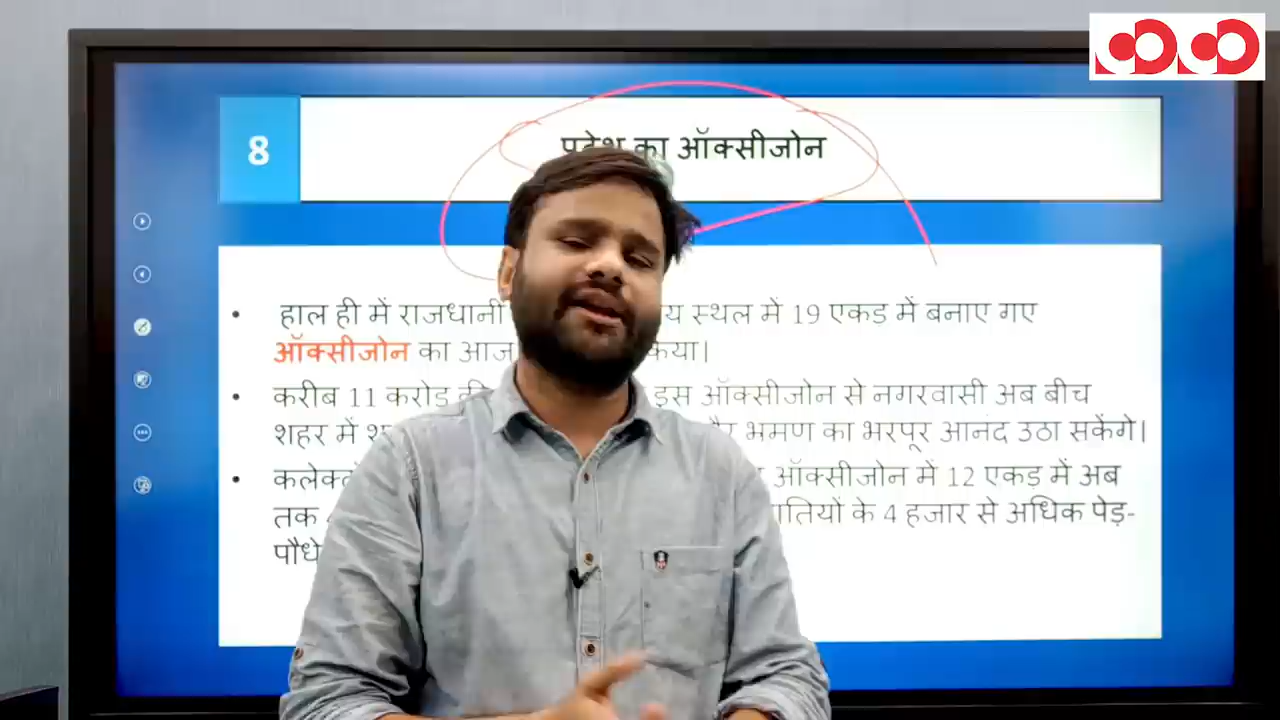 8
प्रदेश का ऑक्सीजोन
हाल ही में राजधानी स्थल में 19 एकड़ में बनाए गए
ऑक्सीजोन का आज किया।
करीब 11 करोड़ की इस ऑक्सीजोन से नगरवासी अब बीच
शहर में भ्रमण का भरपूर आनंद उठा सकेंगे।
ऑक्सीजोन में 12 एकड़ में अब
तक के 4 हजार से अधिक पेड़-
पौधे